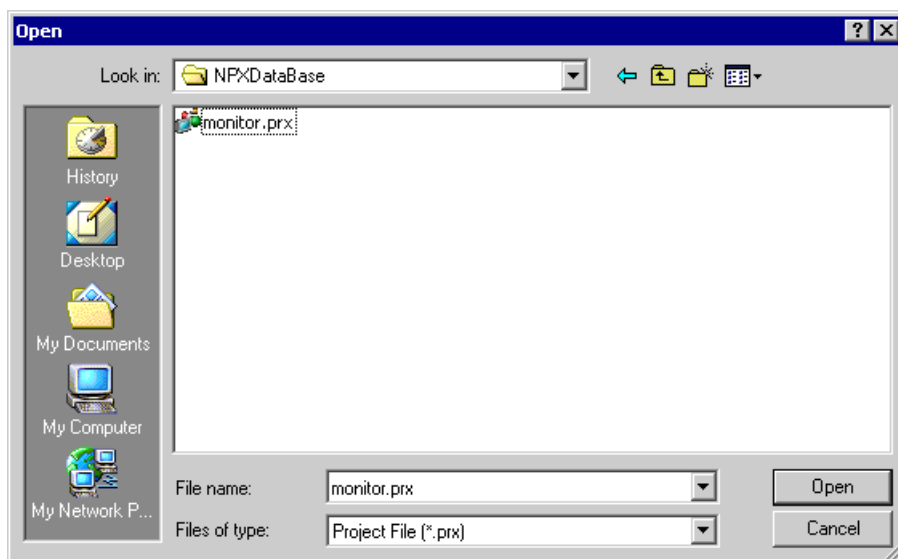 Open
Look in: NPXDataBase
monitor.prx
History
Desktop
My Documents
My Computer
My Network P...
File name: monitor.prx Open
Files of type: Project File (*.prx) Cancel